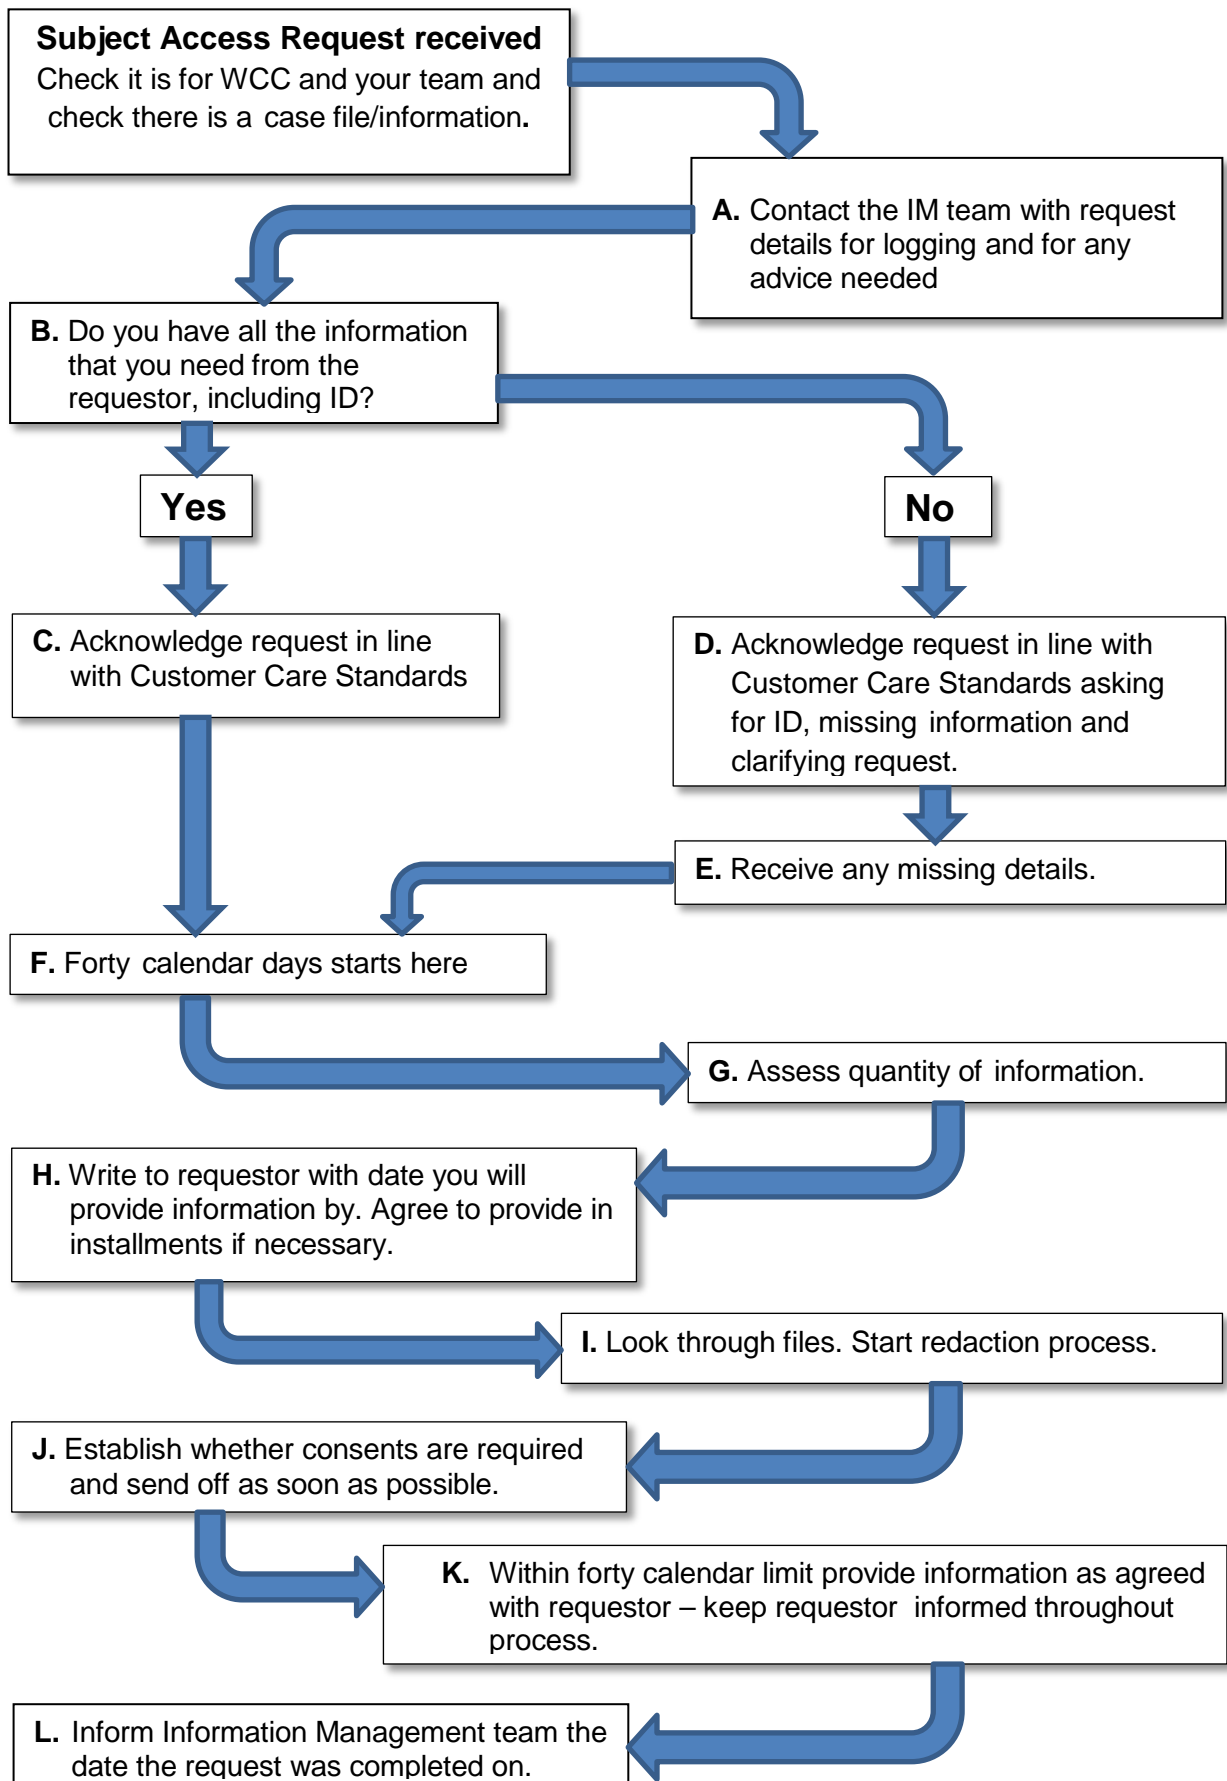 Subject Access Request received
Check it is for WCC and your team and
check there is a case file/information.
A. Contact the IM team with request
details for logging and for any
advice needed
B. Do you have all the information
that you need from the
requestor, including ID?
Yes
No
C. Acknowledge request in line
with Customer Care Standards
D. Acknowledge request in line with
Customer Care Standards asking
for ID, missing information and
clarifying request.
E. Receive any missing details.
F. Forty calendar days starts here
G. Assess quantity of information.
H. Write to requestor with date you will
provide information by. Agree to provide in
installments if necessary.
I. Look through files. Start redaction process.
J. Establish whether consents are required
and send off as soon as possible.
K. Within forty calendar limit provide information as agreed
with requestor – keep requestor informed throughout
process.
L. Inform Information Management team the
date the request was completed on.